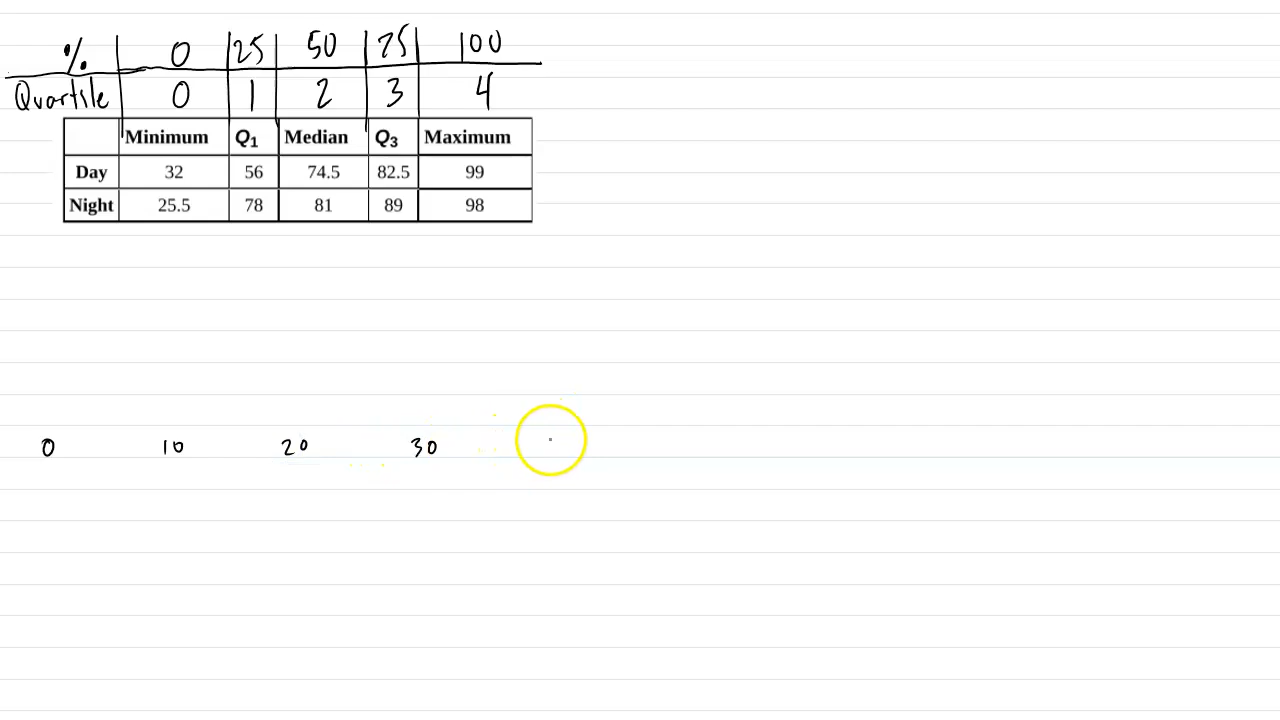 % 0 25 50 75 100
Quartile 0 1 2 3 4
Minimum Q1 Median Q3 Maximum
Day 32 56 74.5 82.5 99
Night 25.5 78 81 89 98
0 10 20 30